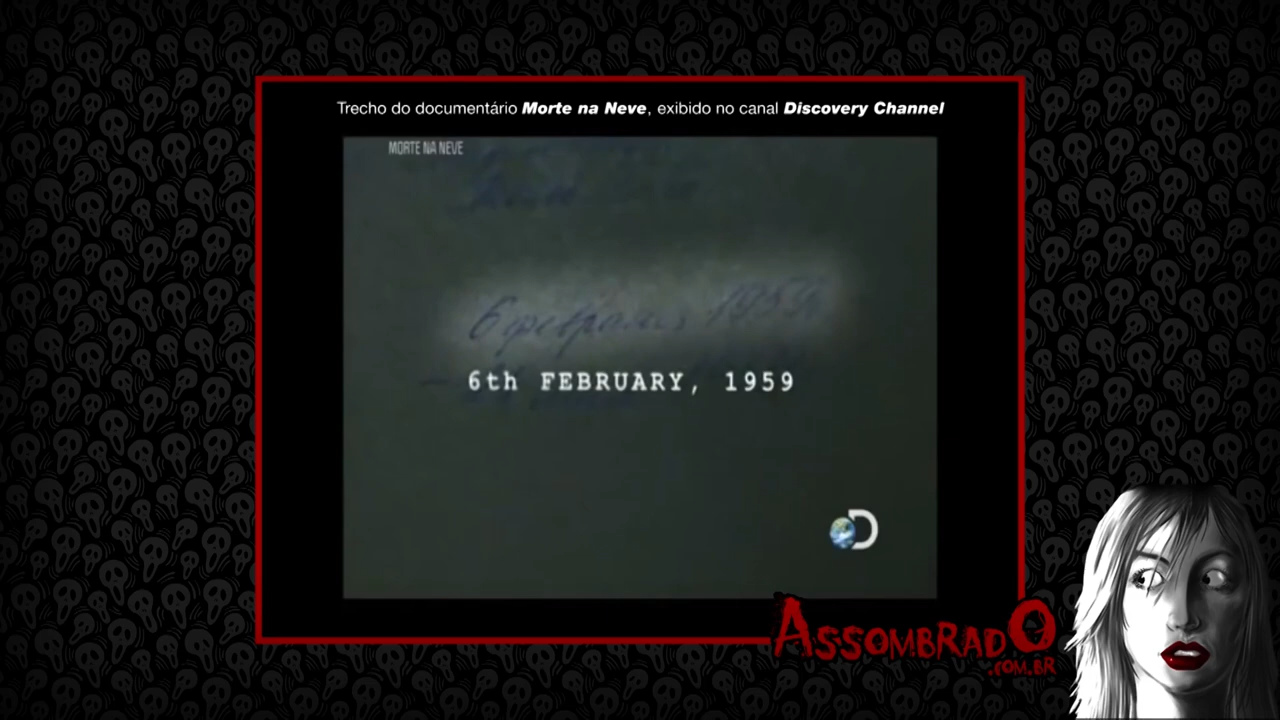 Trecho do documentário Morte na Neve, exibido no canal Discovery Channel
MORTE NA NEVE
6 февраля, 1959
6th FEBRUARY, 1959
ASSOMBRADO
.COM.BR